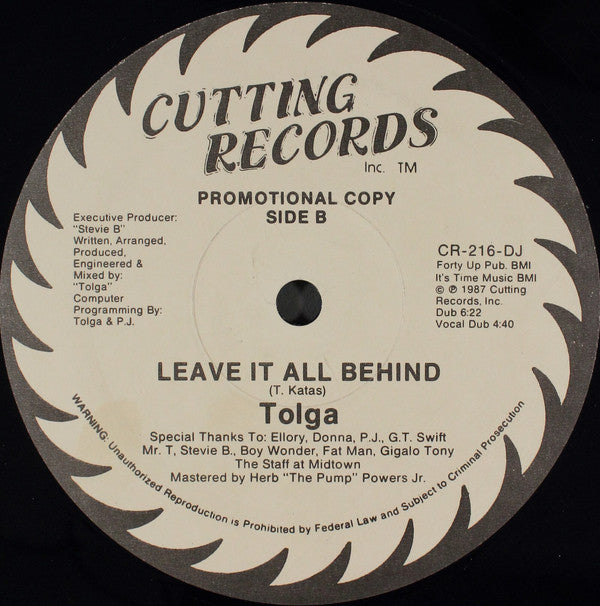 CUTTING
RECORDS
Inc. TM
PROMOTIONAL COPY
SIDE B
Executive Producer:
"Stevie B"
Written, Arranged,
Produced,
Engineered &
Mixed by:
"Tolga"
Computer
Programming By:
Tolga & P.J.
CR-216-DJ
Forty Up Pub. BMI
It's Time Music BMI
© ℗ 1987 Cutting
Records, Inc.
Dub 6:22
Vocal Dub 4:40
LEAVE IT ALL BEHIND
(T. Katas)
Tolga
Special Thanks To: Ellory, Donna, P.J., G.T. Swift
Mr. T, Stevie B., Boy Wonder, Fat Man, Gigalo Tony
The Staff at Midtown
Mastered by Herb "The Pump" Powers Jr.
WARNING: Unauthorized Reproduction is Prohibited by Federal Law and Subject to Criminal Prosecution